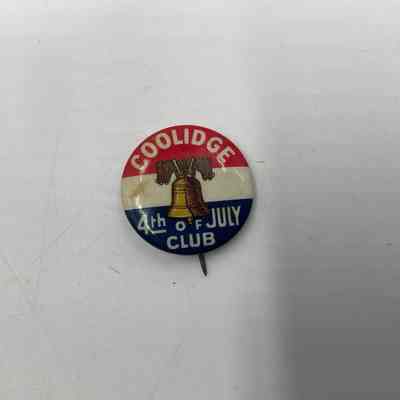 COOLIDGE
4th OF JULY
CLUB